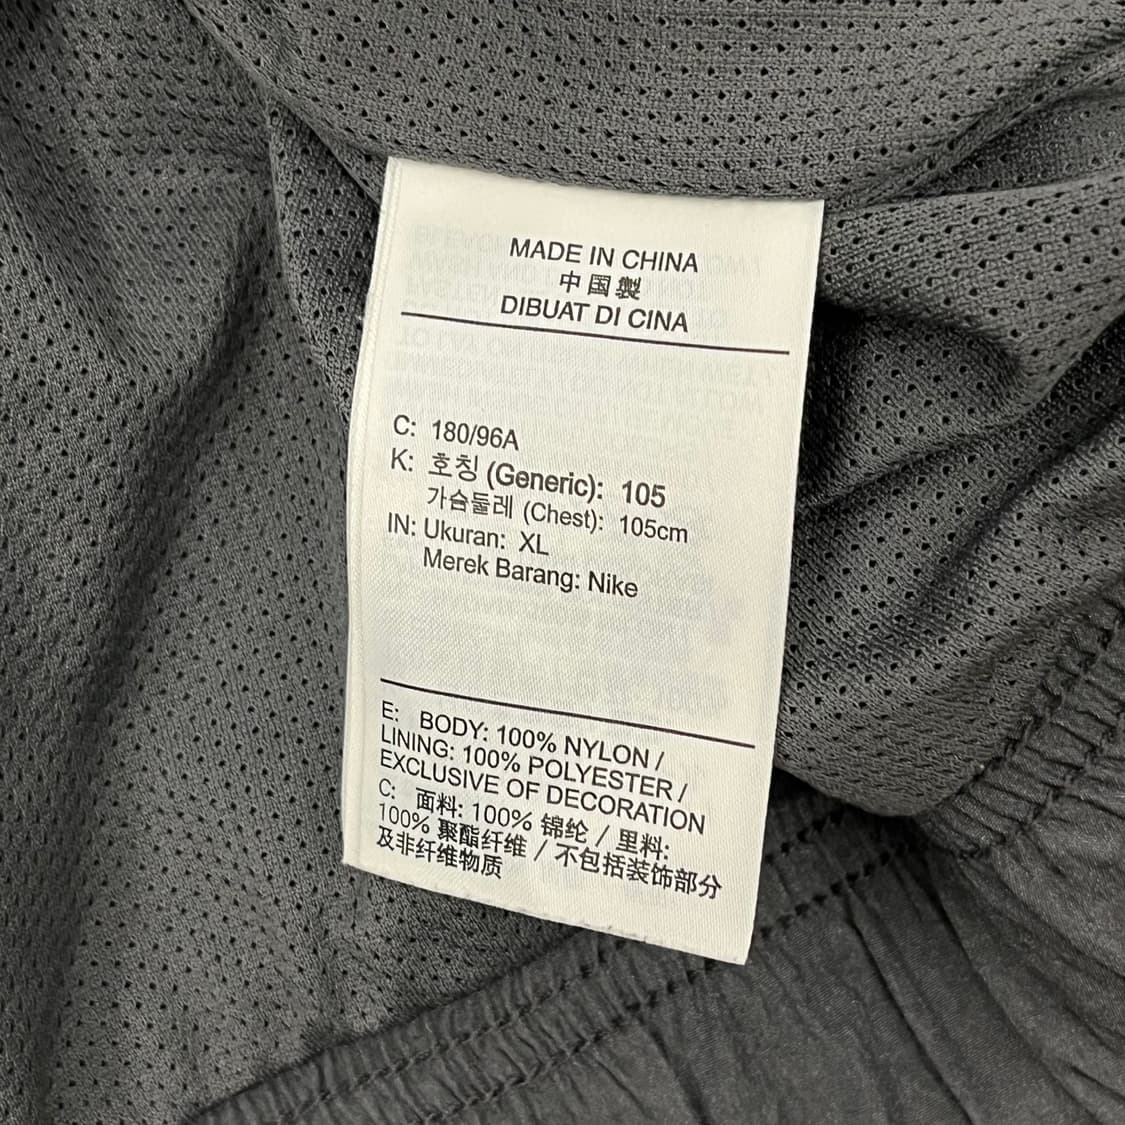 MADE IN CHINA
中国製
DIBUAT DI CINA
C: 180/96A
K: 호칭 (Generic): 105
가슴둘레 (Chest): 105cm
IN: Ukuran: XL
Merek Barang: Nike
E: BODY: 100% NYLON /
LINING: 100% POLYESTER /
EXCLUSIVE OF DECORATION
C: 面料: 100% 锦纶 / 里料:
100% 聚酯纤维 / 不包括装饰部分
及非纤维物质